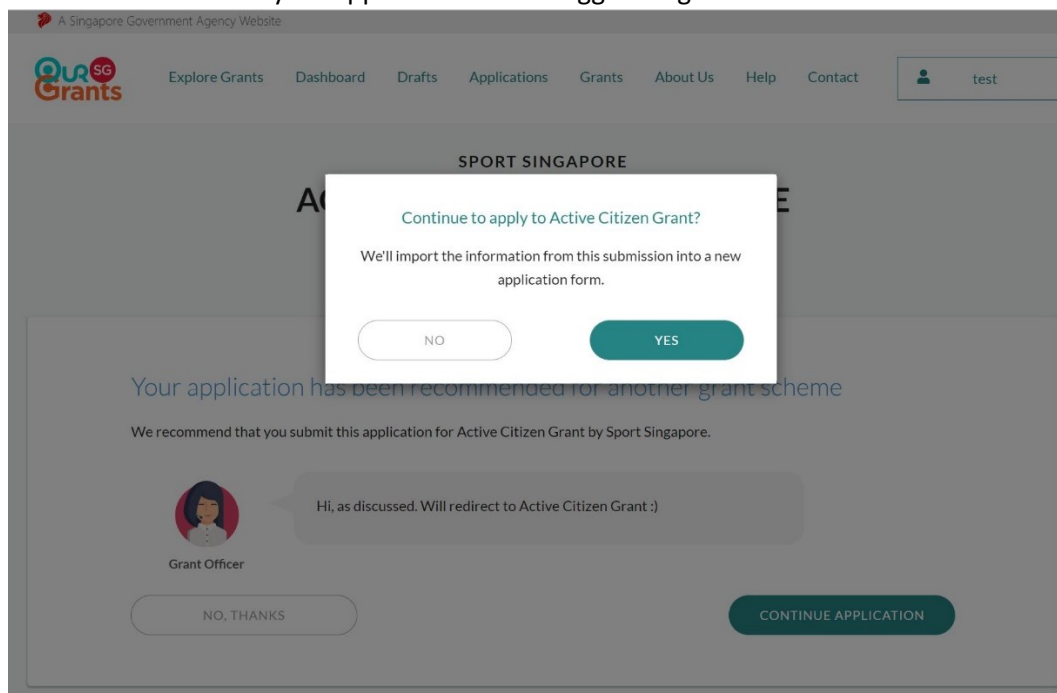 A Singapore Government Agency Website
OUR SG
Grants
Explore Grants Dashboard Drafts Applications Grants About Us Help Contact test
SPORT SINGAPORE
Continue to apply to Active Citizen Grant?
We'll import the information from this submission into a new
application form.
NO YES
Your application has been recommended for another grant scheme
We recommend that you submit this application for Active Citizen Grant by Sport Singapore.
Hi, as discussed. Will redirect to Active Citizen Grant :)
Grant Officer
NO, THANKS CONTINUE APPLICATION